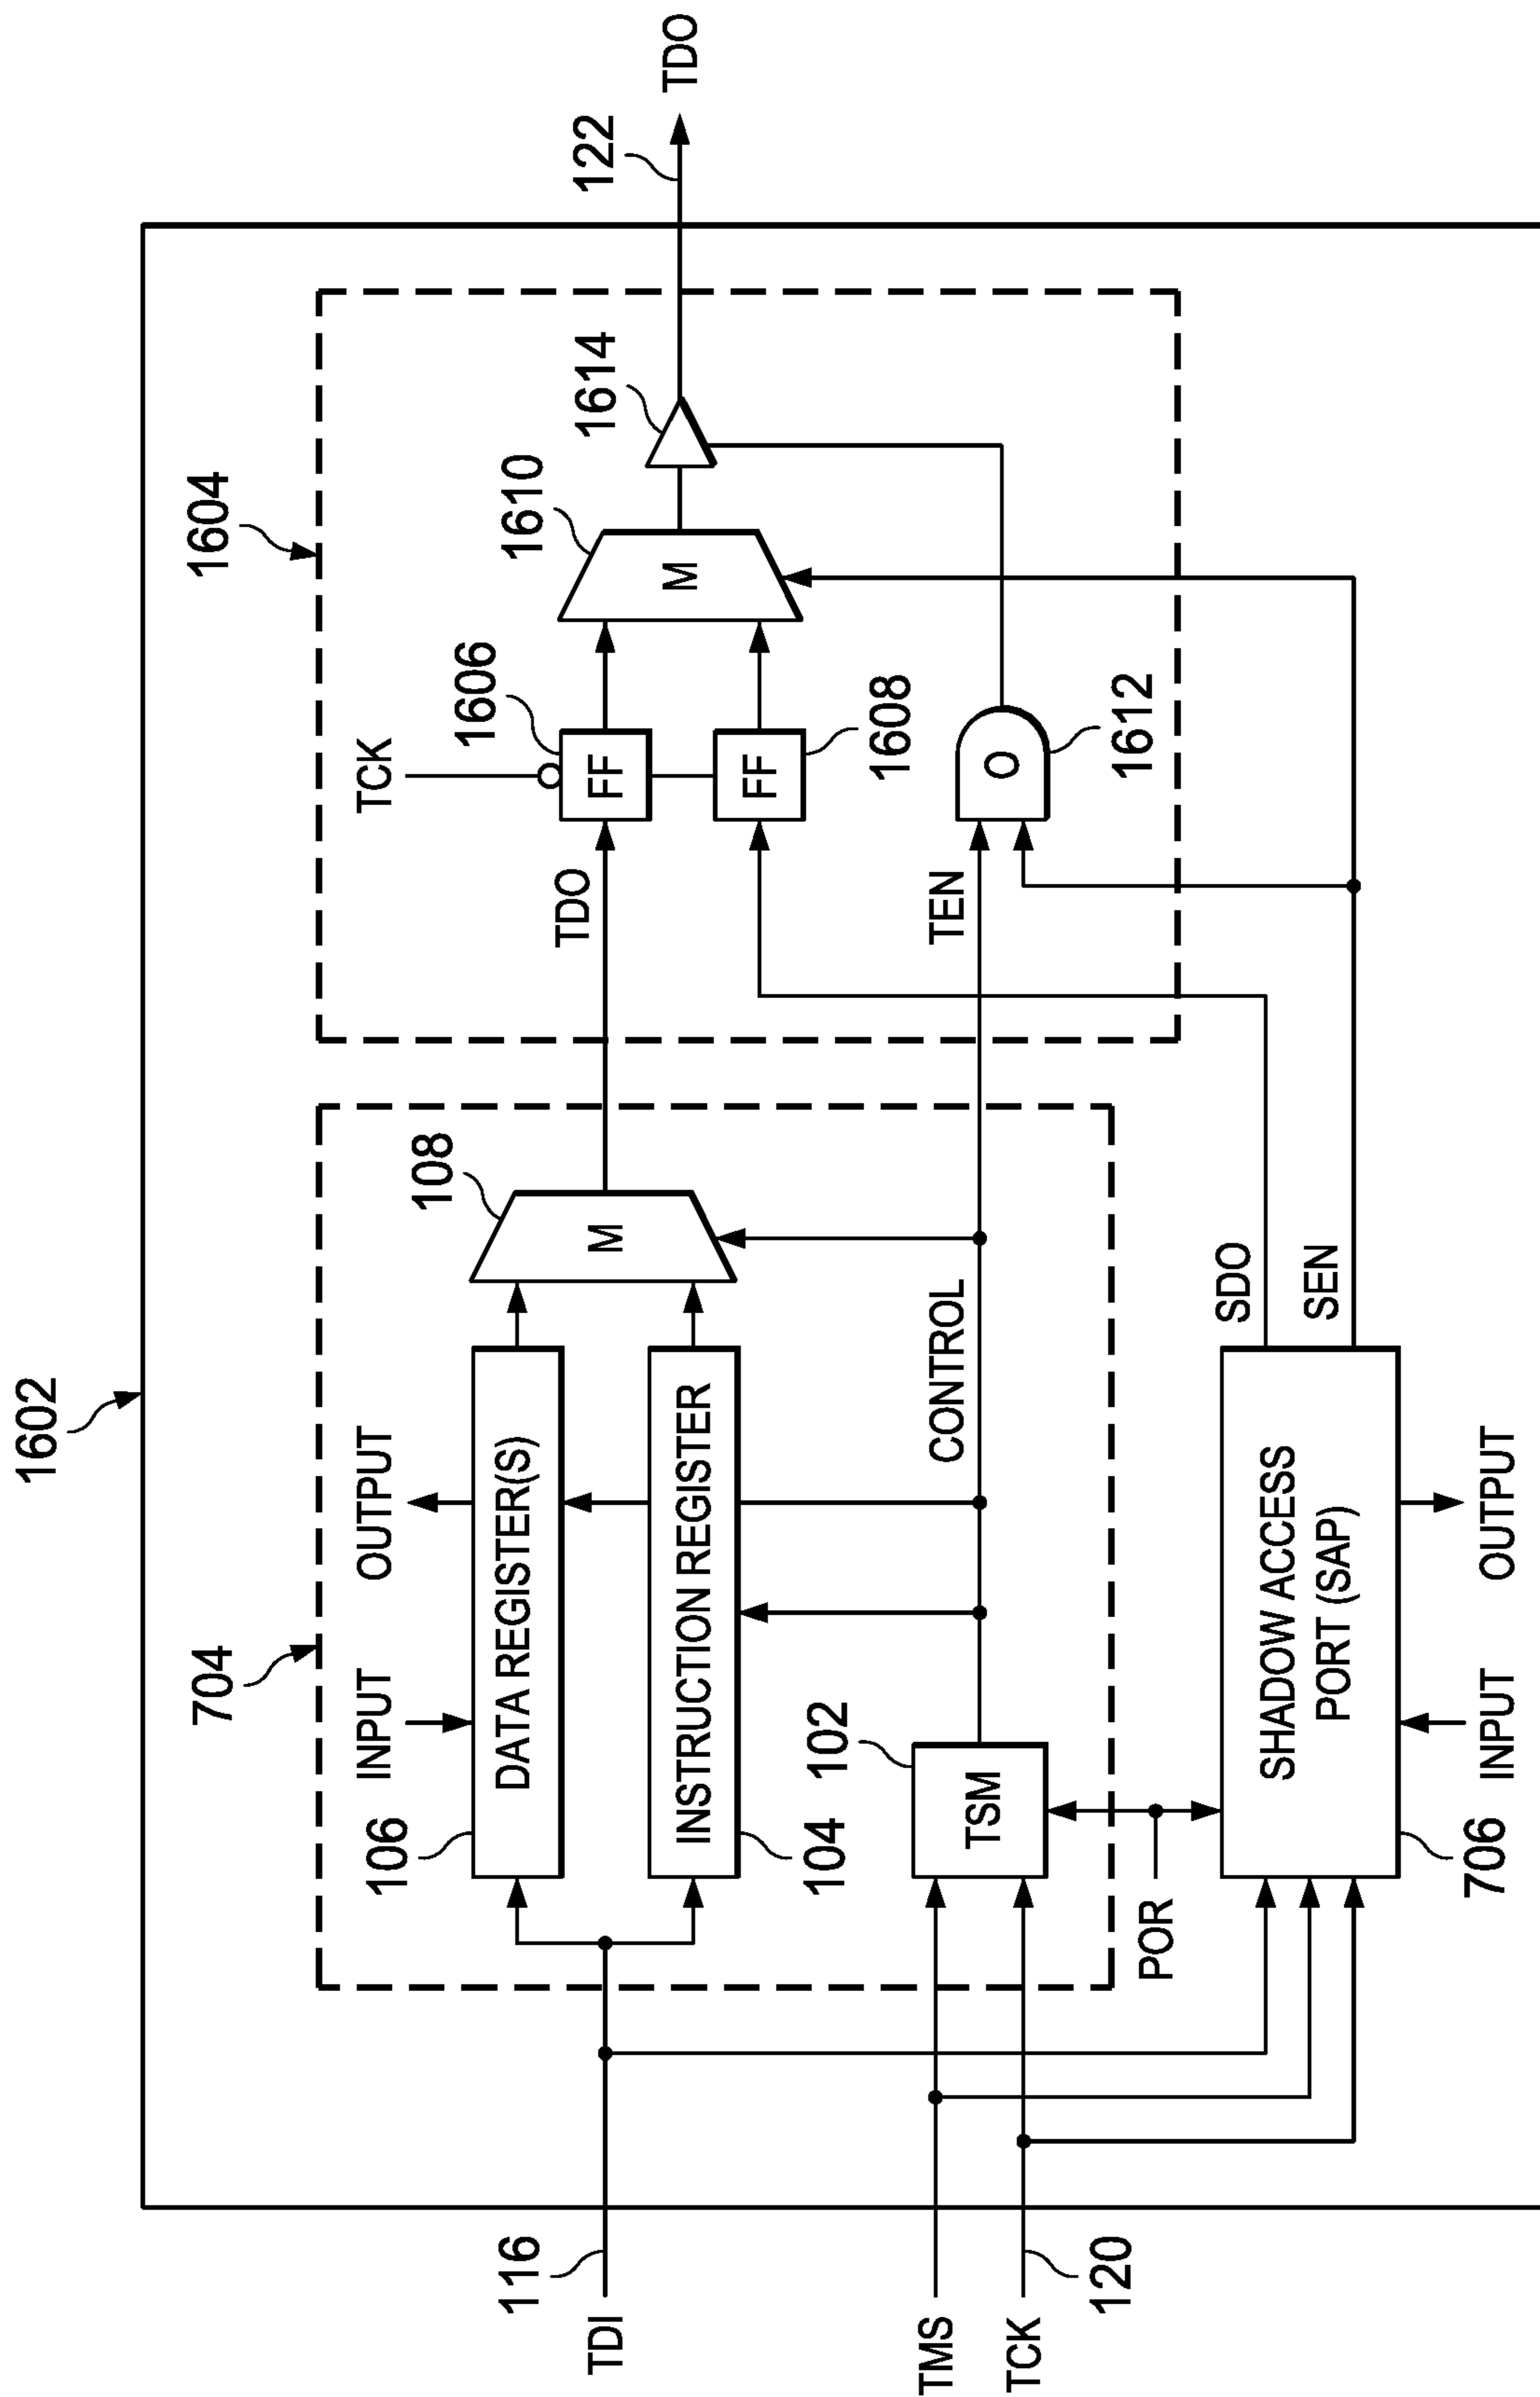 1602
1604
704
106
INPUT
OUTPUT
108
TCK
1606
1610
1614
122
116
TDI
DATA REGISTER(S)
M
TDO
FF
M
TDO
INSTRUCTION REGISTER
104
FF
1608
TMS
102
TSM
CONTROL
TEN
O
TCK
120
1612
POR
SHADOW ACCESS
PORT (SAP)
SDO
SEN
706
INPUT
OUTPUT